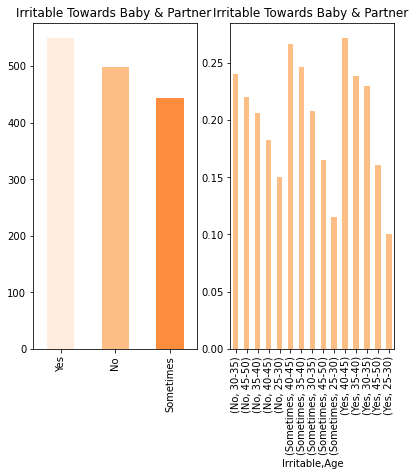 Irritable Towards Baby & Partner
500
400
300
200
100
0
Yes
No
Sometimes
Irritable Towards Baby & Partner
0.25
0.20
0.15
0.10
0.05
0.00
(No, 30-35)
(No, 45-50)
(No, 35-40)
(No, 40-45)
(No, 25-30)
(Sometimes, 40-45)
(Sometimes, 35-40)
(Sometimes, 30-35)
(Sometimes, 45-50)
(Sometimes, 25-30)
(Yes, 40-45)
(Yes, 35-40)
(Yes, 30-35)
(Yes, 45-50)
(Yes, 25-30)
Irritable,Age